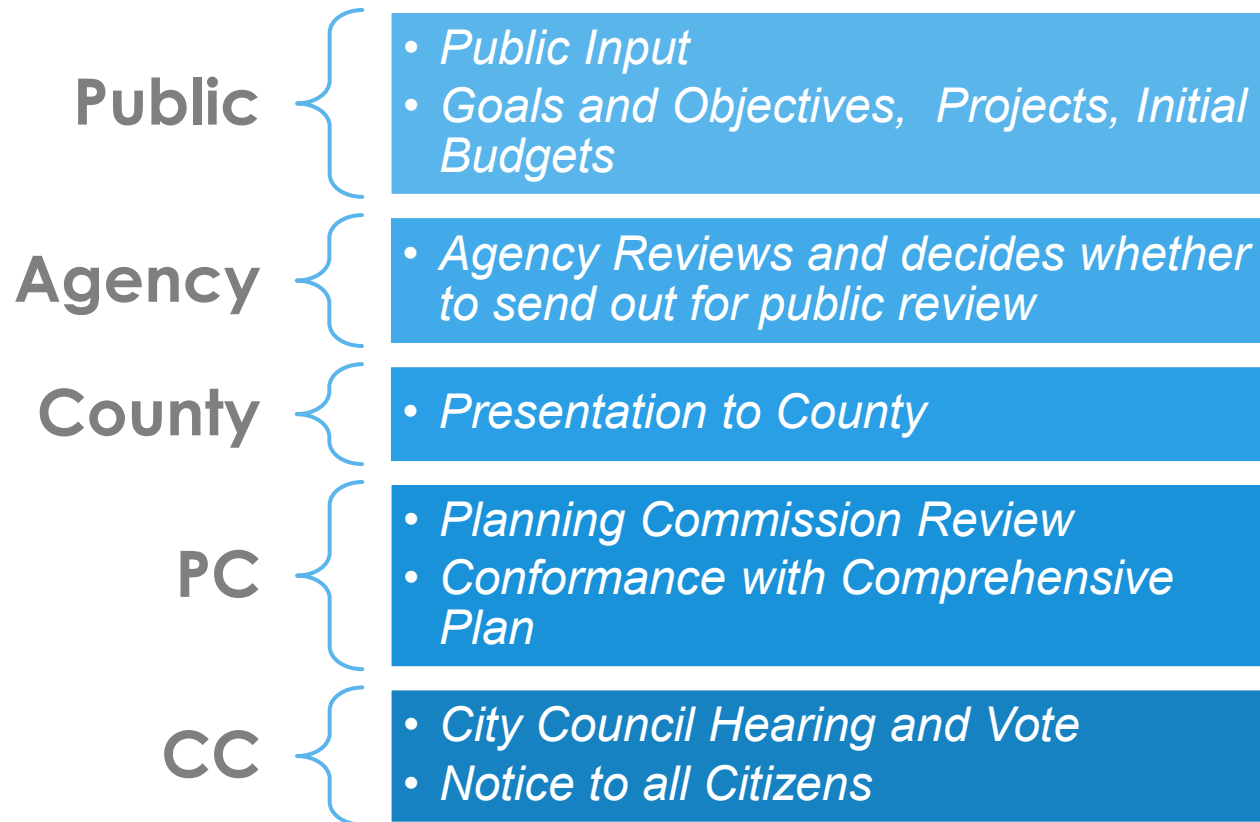 Public
• Public Input
• Goals and Objectives, Projects, Initial
Budgets
Agency
• Agency Reviews and decides whether
to send out for public review
County
• Presentation to County
PC
• Planning Commission Review
• Conformance with Comprehensive
Plan
CC
• City Council Hearing and Vote
• Notice to all Citizens